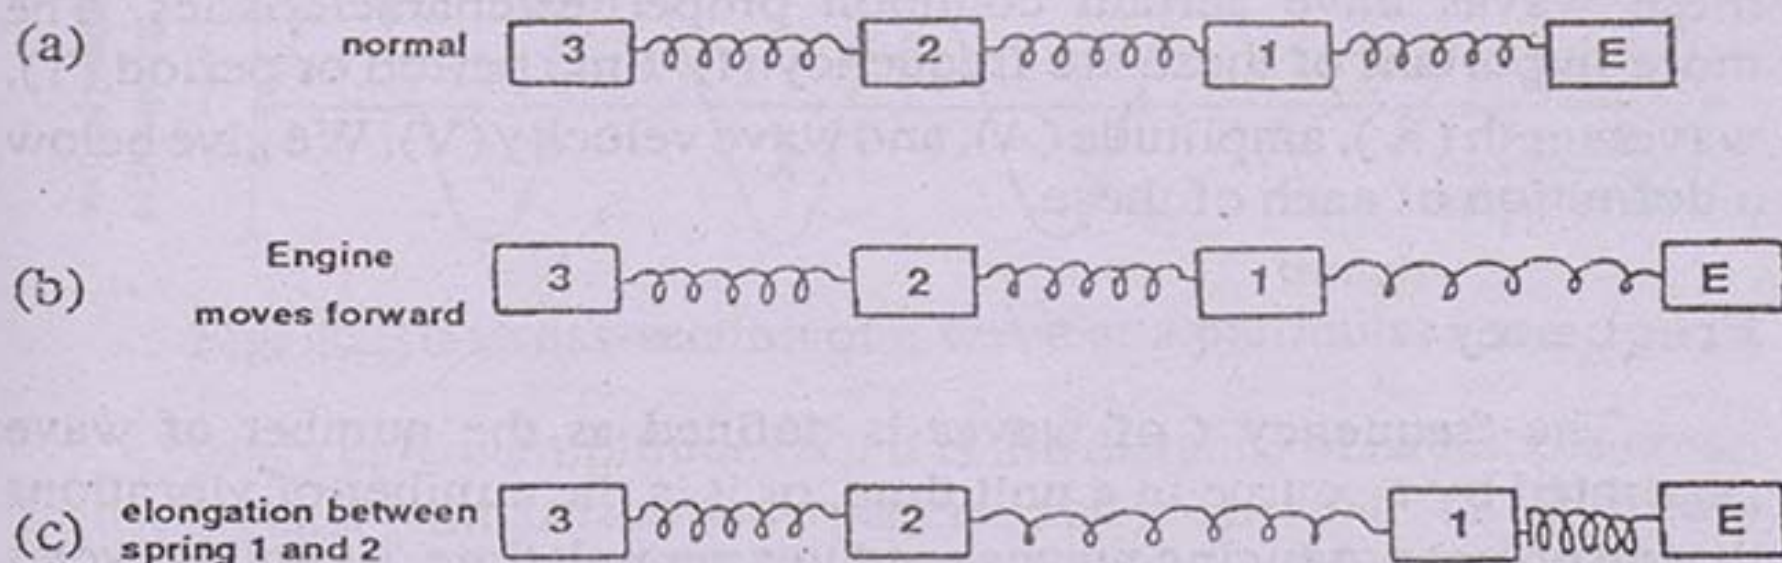 (a) normal 3 2 1 E
(b) Engine
moves forward 3 2 1 E
(c) elongation between
spring 1 and 2 3 2 1 E